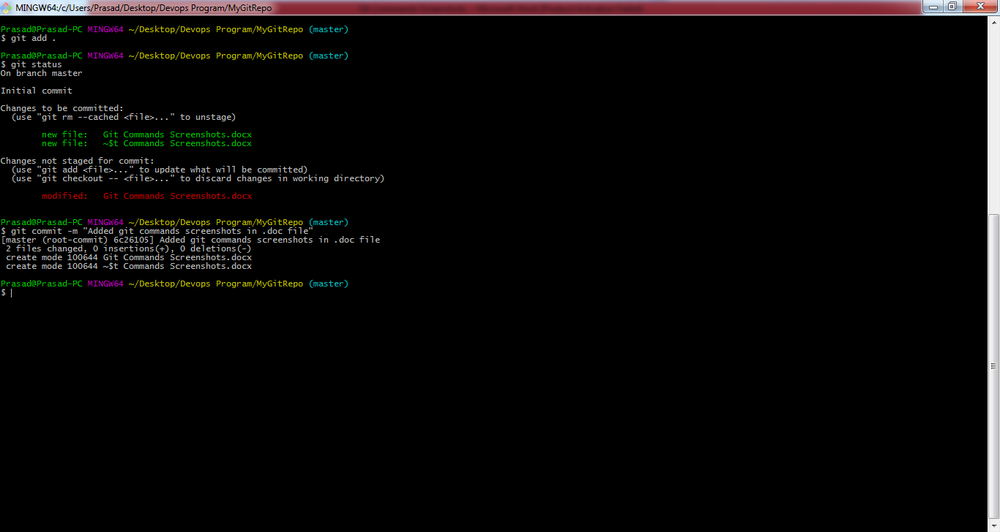 MINGW64:/c/Users/Prasad/Desktop/Devops Program/MyGitRepo
Prasad@Prasad-PC MINGW64 ~/Desktop/Devops Program/MyGitRepo (master)
$ git add .
Prasad@Prasad-PC MINGW64 ~/Desktop/Devops Program/MyGitRepo (master)
$ git status
On branch master
Initial commit
Changes to be committed:
  (use "git rm --cached <file>..." to unstage)
        new file:   Git Commands Screenshots.docx
        new file:   ~$t Commands Screenshots.docx
Changes not staged for commit:
  (use "git add <file>..." to update what will be committed)
  (use "git checkout -- <file>..." to discard changes in working directory)
        modified:   Git Commands Screenshots.docx
Prasad@Prasad-PC MINGW64 ~/Desktop/Devops Program/MyGitRepo (master)
$ git commit -m "Added git commands screenshots in .doc file"
[master (root-commit) 6c26105] Added git commands screenshots in .doc file
 2 files changed, 0 insertions(+), 0 deletions(-)
 create mode 100644 Git Commands Screenshots.docx
 create mode 100644 ~$t Commands Screenshots.docx
Prasad@Prasad-PC MINGW64 ~/Desktop/Devops Program/MyGitRepo (master)
$